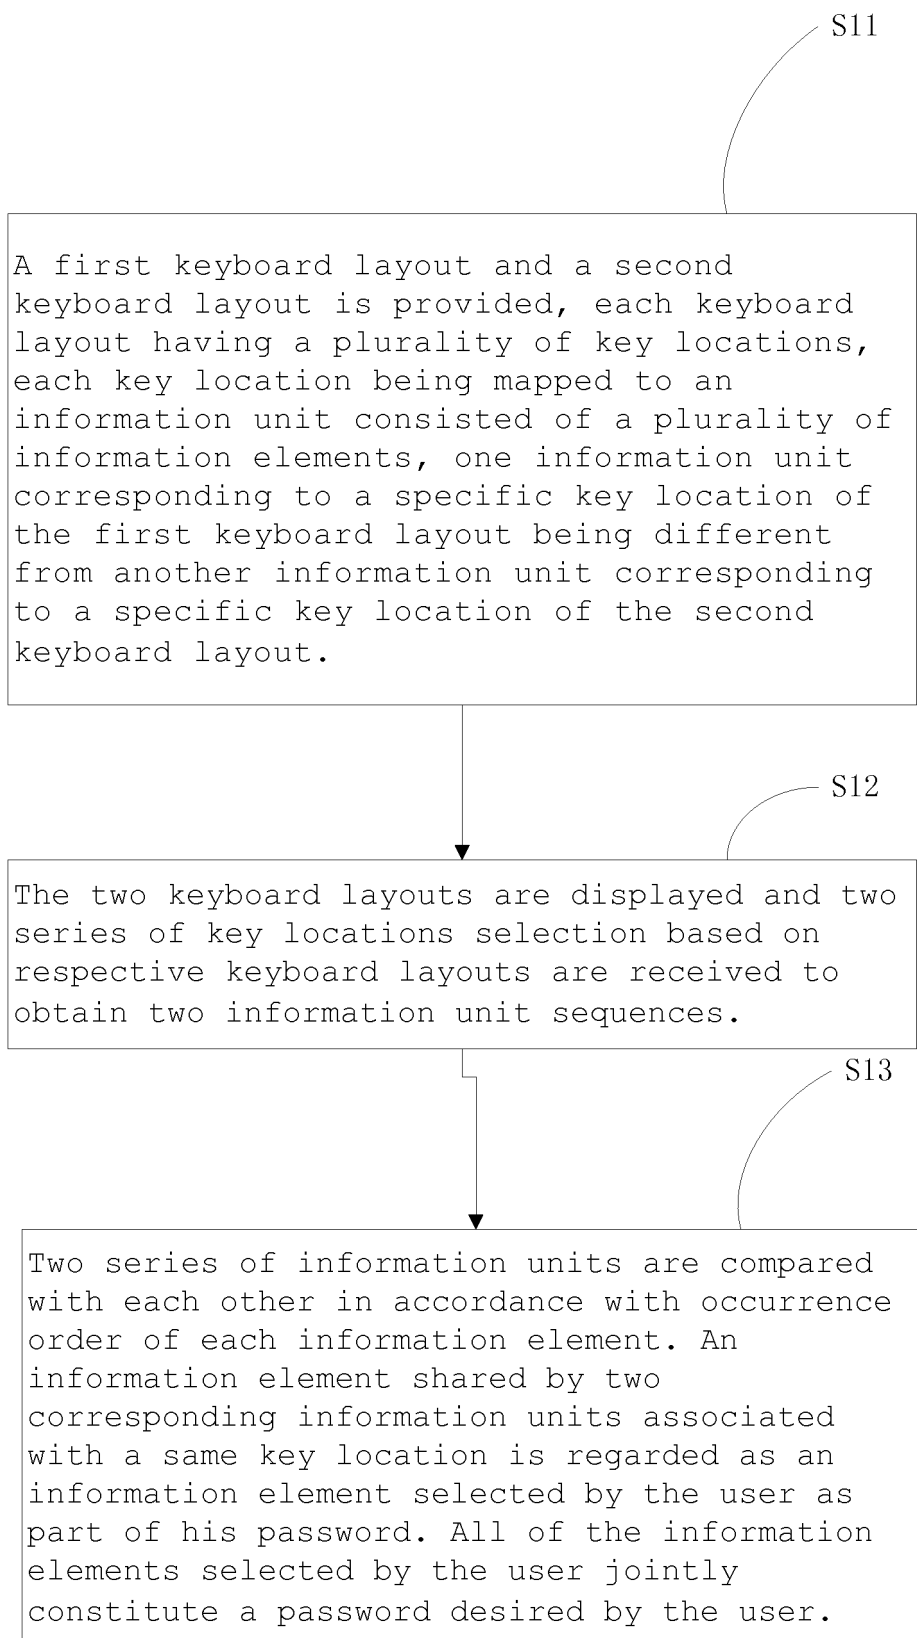 S11
A first keyboard layout and a second
keyboard layout is provided, each keyboard
layout having a plurality of key locations,
each key location being mapped to an
information unit consisted of a plurality of
information elements, one information unit
corresponding to a specific key location of
the first keyboard layout being different
from another information unit corresponding
to a specific key location of the second
keyboard layout.
S12
The two keyboard layouts are displayed and two
series of key locations selection based on
respective keyboard layouts are received to
obtain two information unit sequences.
S13
Two series of information units are compared
with each other in accordance with occurrence
order of each information element. An
information element shared by two
corresponding information units associated
with a same key location is regarded as an
information element selected by the user as
part of his password. All of the information
elements selected by the user jointly
constitute a password desired by the user.